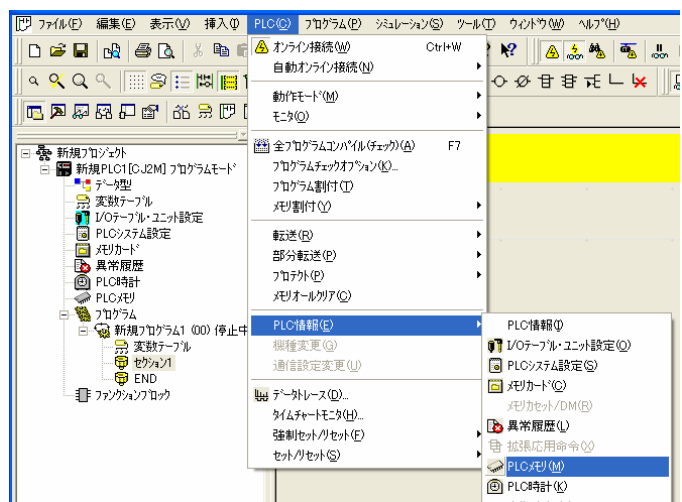 ファイル(F) 編集(E) 表示(V) 挿入(I) PLC(C) プログラム(P) シミュレーション(S) ツール(T) ウィンドウ(W) ヘルプ(H)
オンライン接続(W) Ctrl+W
自動オンライン接続(N)
動作モード(M)
モニタ(O)
全プログラムコンパイル(チェック)(A) F7
プログラムチェックオプション(K)...
プログラム割付(T)
メモリ割付(Y)
転送(R)
部分転送(P)
プロテクト(P)
メモリオールクリア(C)
PLC情報(E)
機種変更(G)
通信設定変更(U)
データトレース(D)...
タイムチャートモニタ(H)...
強制セット/リセット(F)
セット/リセット(S)
新規プロジェクト
新規PLC1[CJ2M] プログラムモード
データ型
変数テーブル
I/Oテーブル・ユニット設定
PLCシステム設定
メモリカード
異常履歴
PLC時計
PLCメモリ
プログラム
新規プログラム1 (00) 停止中
変数テーブル
セクション1
END
ファンクションブロック
PLC情報(I)
I/Oテーブル・ユニット設定(O)
PLCシステム設定(S)
メモリカード(C)
メモリカセット/DM(R)
異常履歴(L)
拡張応用命令(X)
PLCメモリ(M)
PLC時計(K)